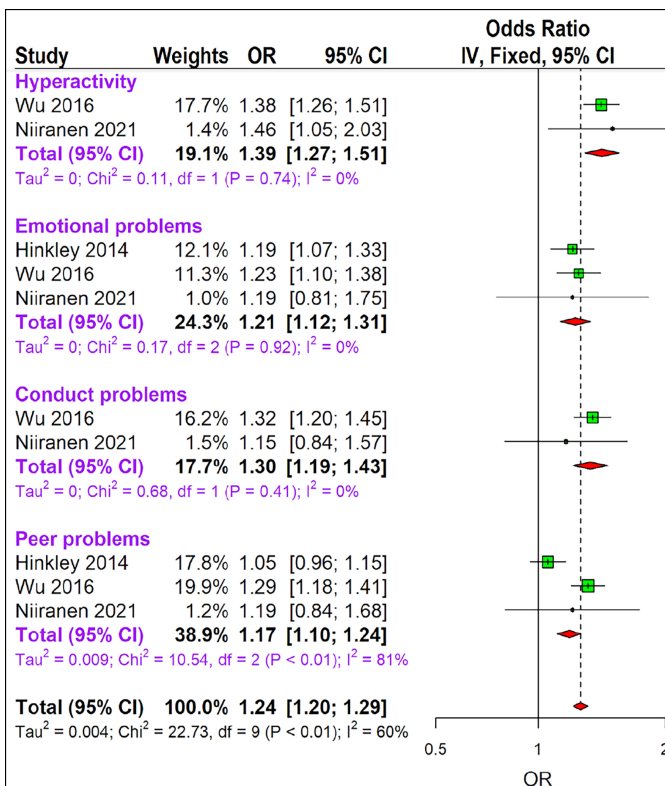 Odds Ratio
Study Weights OR 95% CI IV, Fixed, 95% CI
Hyperactivity
Wu 2016 17.7% 1.38 [1.26; 1.51]
Niiranen 2021 1.4% 1.46 [1.05; 2.03]
Total (95% CI) 19.1% 1.39 [1.27; 1.51]
Tau² = 0; Chi² = 0.11, df = 1 (P = 0.74); I² = 0%
Emotional problems
Hinkley 2014 12.1% 1.19 [1.07; 1.33]
Wu 2016 11.3% 1.23 [1.10; 1.38]
Niiranen 2021 1.0% 1.19 [0.81; 1.75]
Total (95% CI) 24.3% 1.21 [1.12; 1.31]
Tau² = 0; Chi² = 0.17, df = 2 (P = 0.92); I² = 0%
Conduct problems
Wu 2016 16.2% 1.32 [1.20; 1.45]
Niiranen 2021 1.5% 1.15 [0.84; 1.57]
Total (95% CI) 17.7% 1.30 [1.19; 1.43]
Tau² = 0; Chi² = 0.68, df = 1 (P = 0.41); I² = 0%
Peer problems
Hinkley 2014 17.8% 1.05 [0.96; 1.15]
Wu 2016 19.9% 1.29 [1.18; 1.41]
Niiranen 2021 1.2% 1.19 [0.84; 1.68]
Total (95% CI) 38.9% 1.17 [1.10; 1.24]
Tau² = 0.009; Chi² = 10.54, df = 2 (P < 0.01); I² = 81%
Total (95% CI) 100.0% 1.24 [1.20; 1.29]
Tau² = 0.004; Chi² = 22.73, df = 9 (P < 0.01); I² = 60%
0.5 1 2
OR